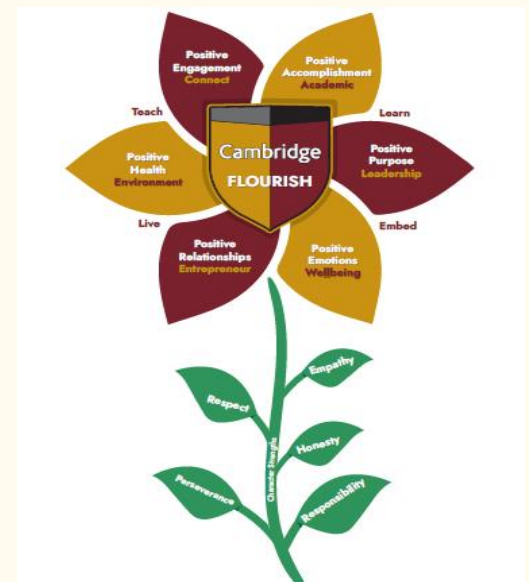 Positive
Engagement
Connect
Positive
Accomplishment
Academic
Teach
Learn
Cambridge
FLOURISH
Positive
Health
Environment
Positive
Purpose
Leadership
Live
Embed
Positive
Relationships
Entrepreneur
Positive
Emotions
Wellbeing
Empathy
Respect
Honesty
Character Strengths
Perseverance
Responsibility